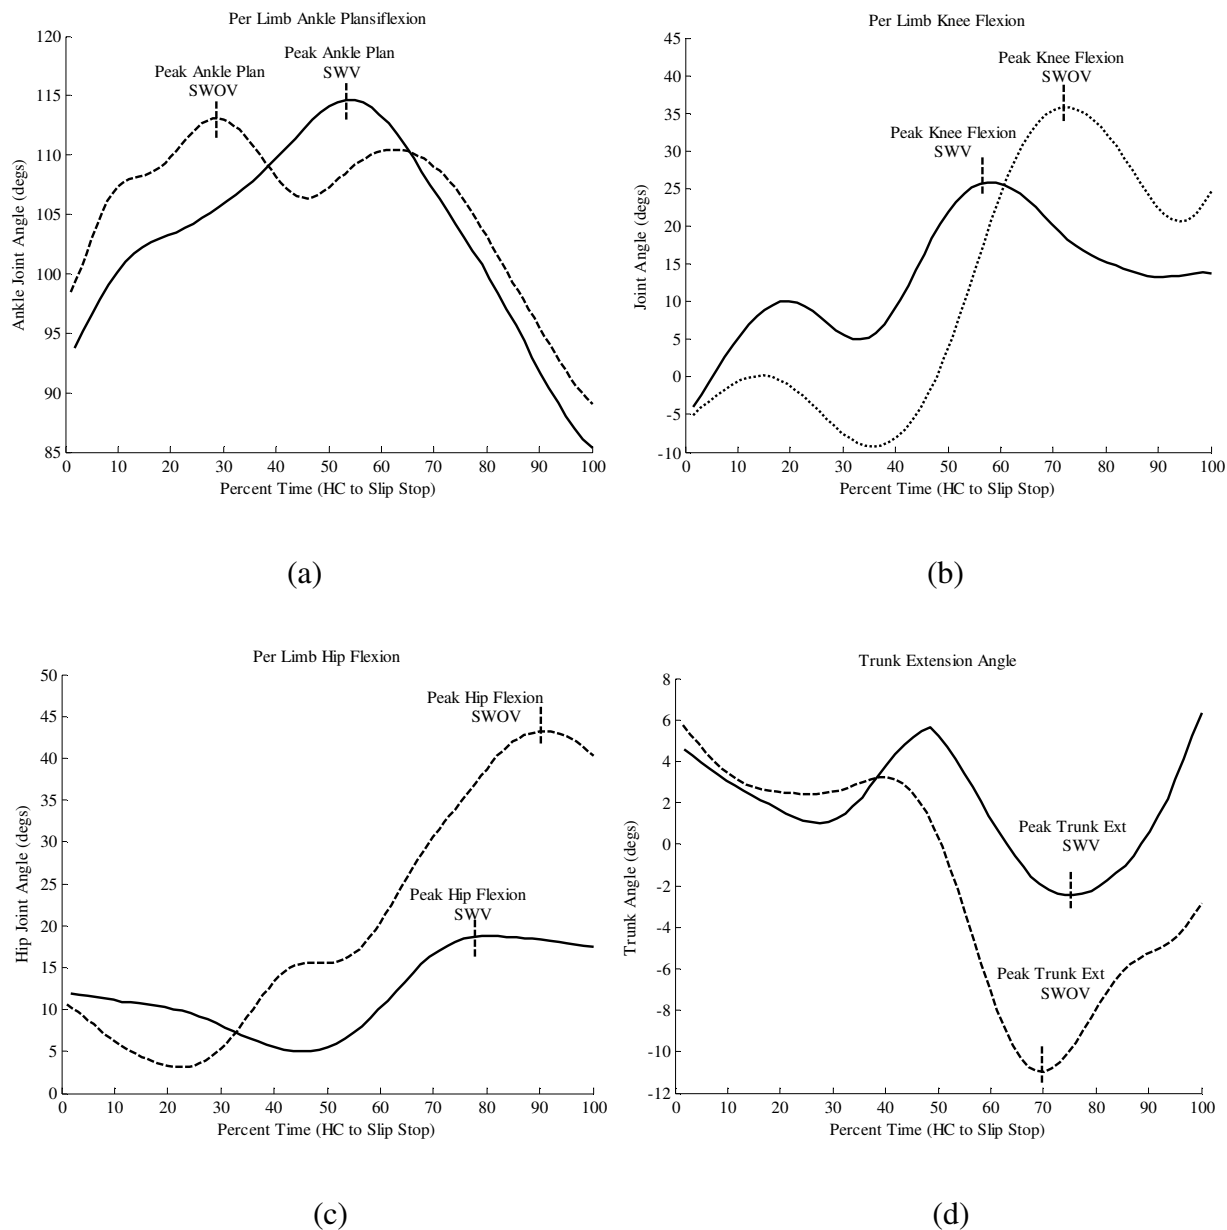 Per Limb Ankle Plansiflexion
120
115
110
105
100
95
90
85
Ankle Joint Angle (degs)
Peak Ankle Plan
SWOV
Peak Ankle Plan
SWV
0 10 20 30 40 50 60 70 80 90 100
Percent Time (HC to Slip Stop)
(a)
Per Limb Knee Flexion
45
40
35
30
25
20
15
10
5
0
-5
-10
Joint Angle (degs)
Peak Knee Flexion
SWOV
Peak Knee Flexion
SWV
0 10 20 30 40 50 60 70 80 90 100
Percent Time (HC to Slip Stop)
(b)
Per Limb Hip Flexion
50
45
40
35
30
25
20
15
10
5
0
Hip Joint Angle (degs)
Peak Hip Flexion
SWOV
Peak Hip Flexion
SWV
0 10 20 30 40 50 60 70 80 90 100
Percent Time (HC to Slip Stop)
(c)
Trunk Extension Angle
8
6
4
2
0
-2
-4
-6
-8
-10
-12
Trunk Angle (degs)
Peak Trunk Ext
SWV
Peak Trunk Ext
SWOV
0 10 20 30 40 50 60 70 80 90 100
Percent Time (HC to Slip Stop)
(d)